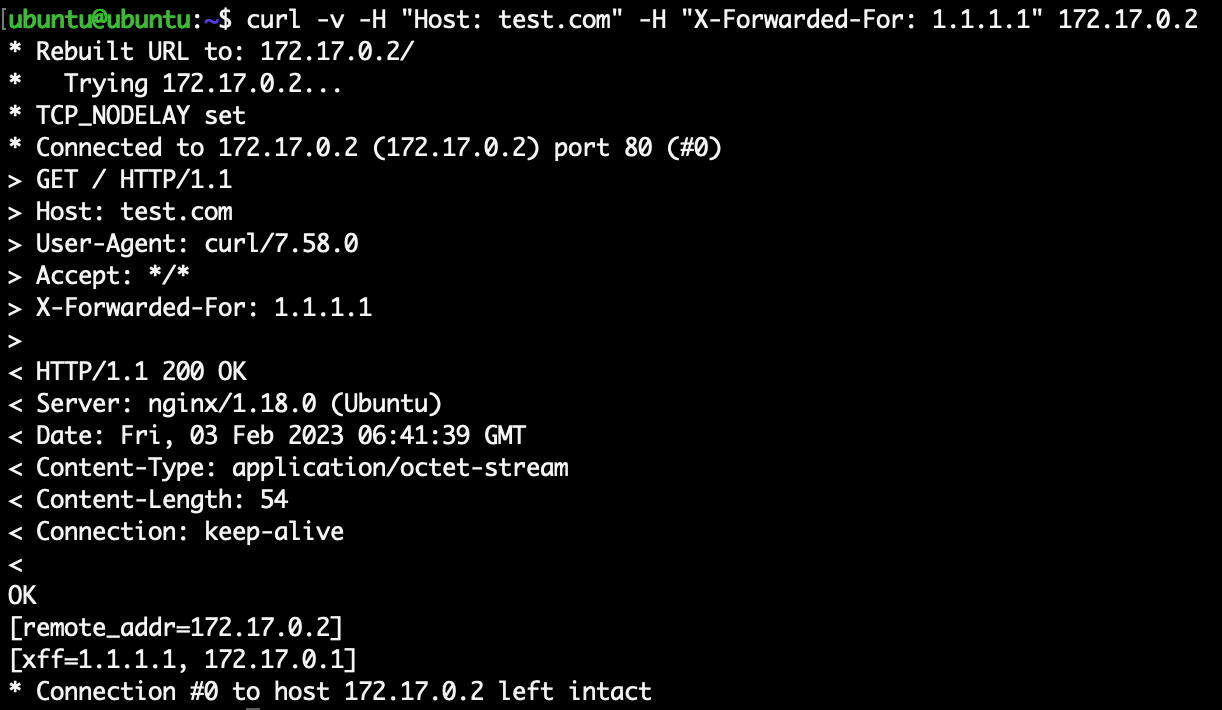 [ubuntu@ubuntu:~$ curl -v -H "Host: test.com" -H "X-Forwarded-For: 1.1.1.1" 172.17.0.2
* Rebuilt URL to: 172.17.0.2/
*   Trying 172.17.0.2...
* TCP_NODELAY set
* Connected to 172.17.0.2 (172.17.0.2) port 80 (#0)
> GET / HTTP/1.1
> Host: test.com
> User-Agent: curl/7.58.0
> Accept: */*
> X-Forwarded-For: 1.1.1.1
>
< HTTP/1.1 200 OK
< Server: nginx/1.18.0 (Ubuntu)
< Date: Fri, 03 Feb 2023 06:41:39 GMT
< Content-Type: application/octet-stream
< Content-Length: 54
< Connection: keep-alive
<
OK
[remote_addr=172.17.0.2]
[xff=1.1.1.1, 172.17.0.1]
* Connection #0 to host 172.17.0.2 left intact